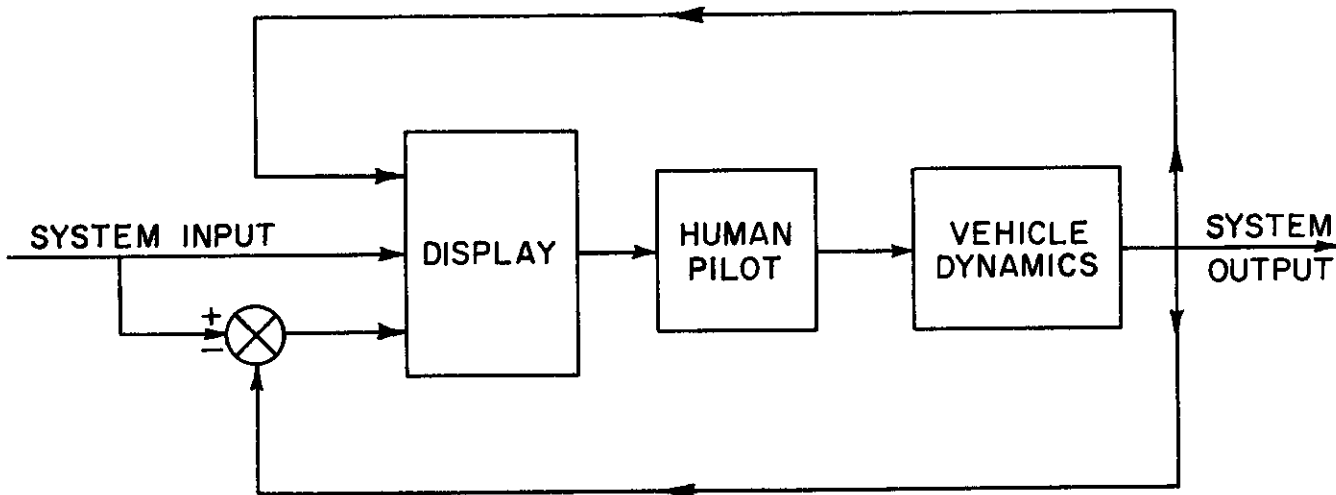 SYSTEM INPUT
+
−
DISPLAY
HUMAN
PILOT
VEHICLE
DYNAMICS
SYSTEM
OUTPUT